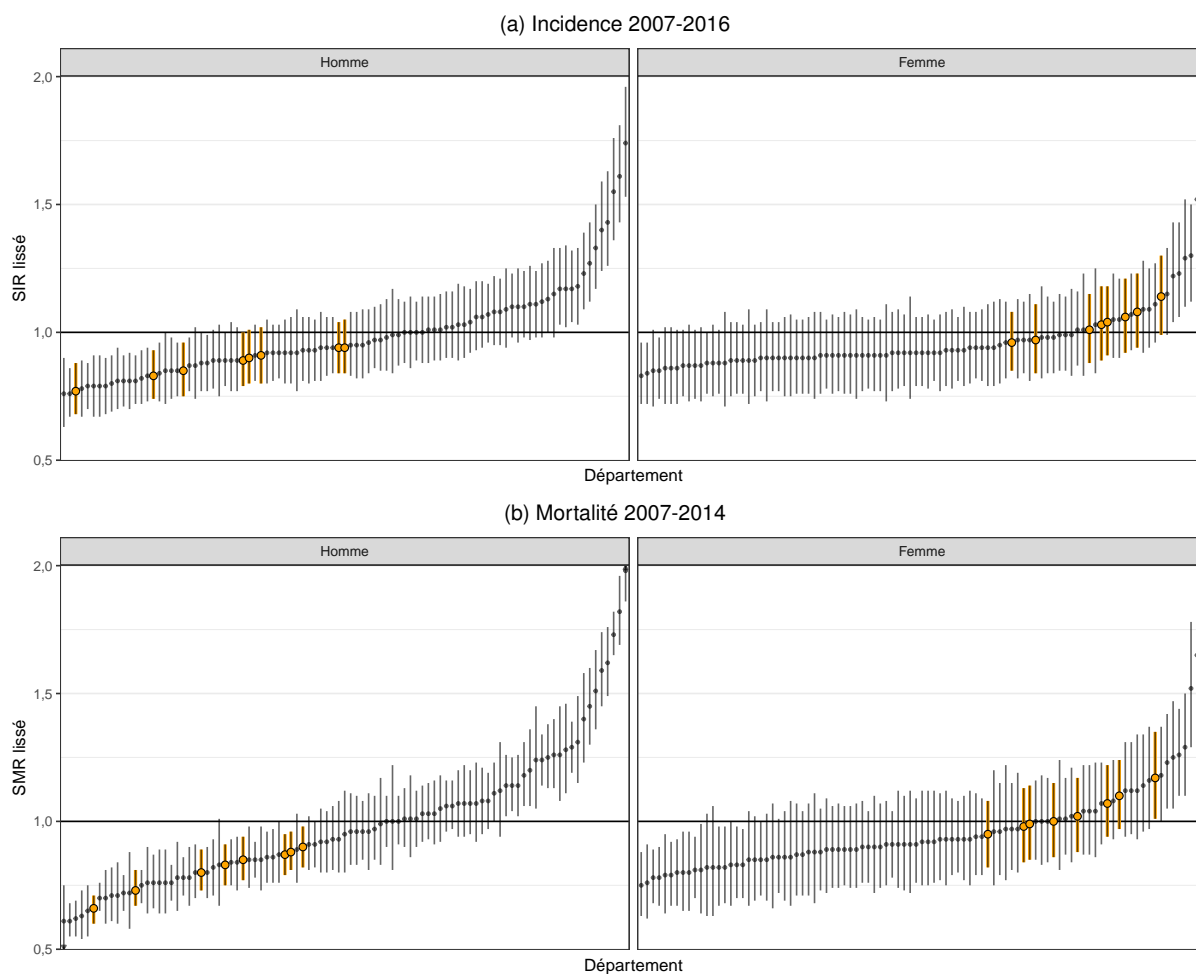 (a) Incidence 2007-2016
Homme
Femme
2,0
1,5
1,0
0,5
SIR lissé
Département
(b) Mortalité 2007-2014
Homme
Femme
2,0
1,5
1,0
0,5
SMR lissé
Département